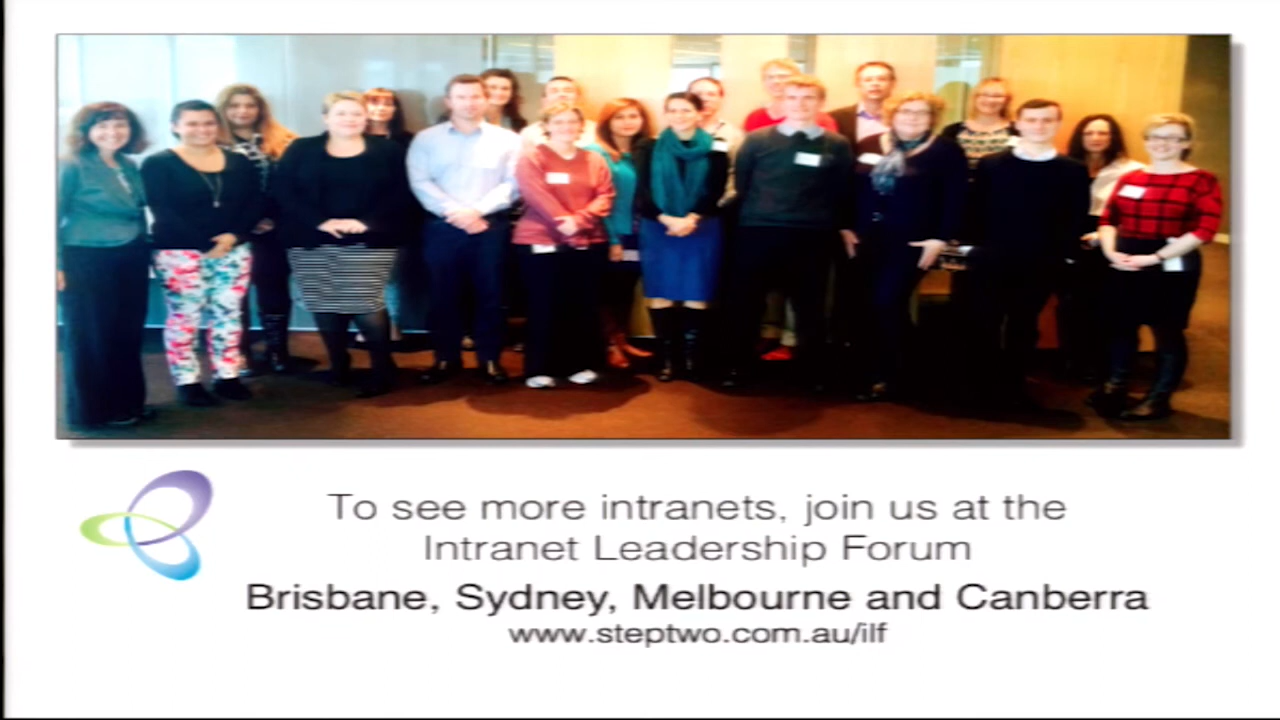 To see more intranets, join us at the
Intranet Leadership Forum
Brisbane, Sydney, Melbourne and Canberra
www.steptwo.com.au/ilf